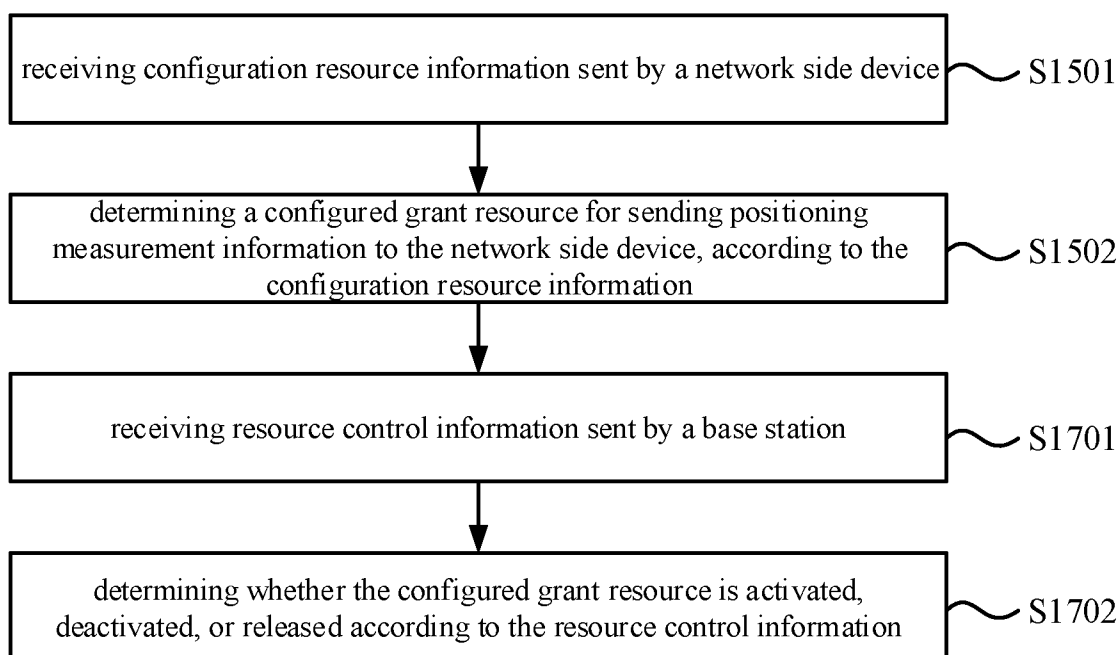 receiving configuration resource information sent by a network side device
S1501
determining a configured grant resource for sending positioning
measurement information to the network side device, according to the
configuration resource information
S1502
receiving resource control information sent by a base station
S1701
determining whether the configured grant resource is activated,
deactivated, or released according to the resource control information
S1702